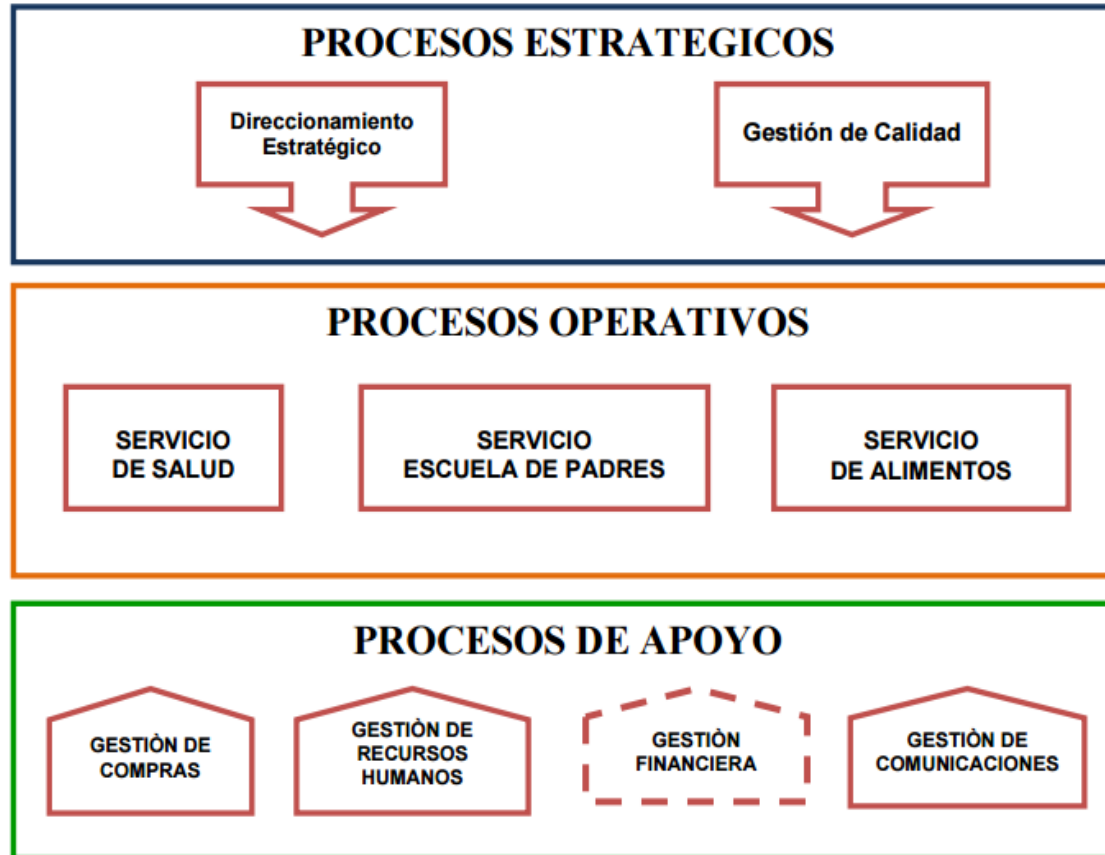 PROCESOS ESTRATEGICOS
Direccionamiento
Estratégico
Gestión de Calidad
PROCESOS OPERATIVOS
SERVICIO
DE SALUD
SERVICIO
ESCUELA DE PADRES
SERVICIO
DE ALIMENTOS
PROCESOS DE APOYO
GESTIÒN DE
COMPRAS
GESTIÒN DE
RECURSOS
HUMANOS
GESTIÒN
FINANCIERA
GESTIÒN DE
COMUNICACIONES